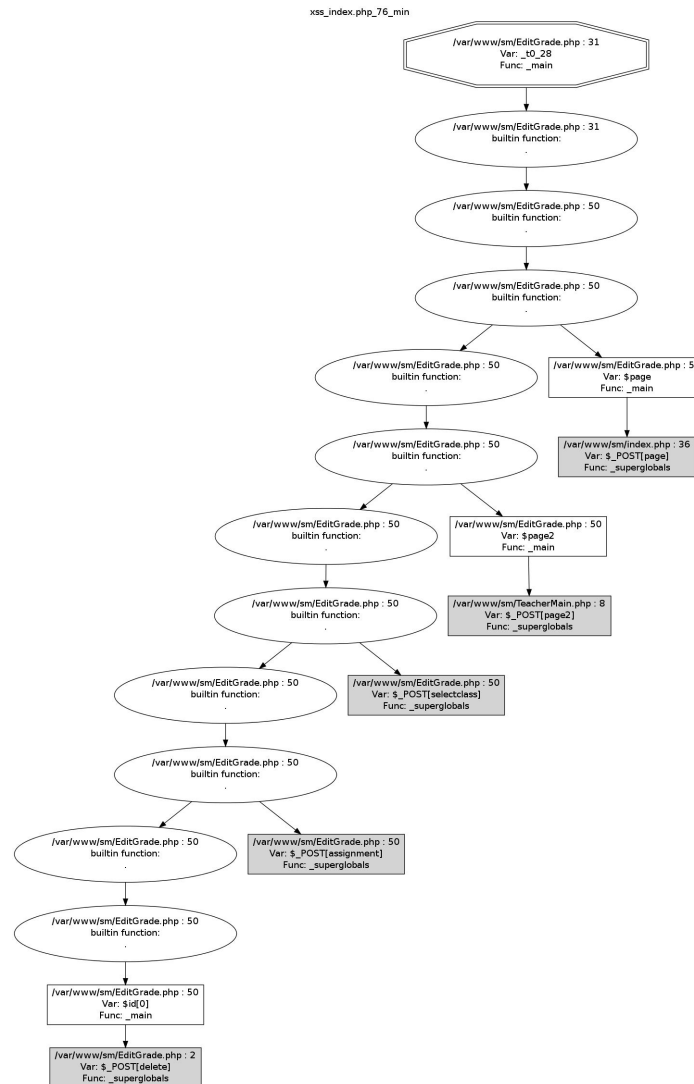 xss_index.php_76_min
/var/www/sm/EditGrade.php : 31
Var: _t0_28
Func: _main
/var/www/sm/EditGrade.php : 31
builtin function:
.
/var/www/sm/EditGrade.php : 50
builtin function:
.
/var/www/sm/EditGrade.php : 50
builtin function:
.
/var/www/sm/EditGrade.php : 50
builtin function:
.
/var/www/sm/EditGrade.php : 5
Var: $page
Func: _main
/var/www/sm/EditGrade.php : 50
builtin function:
.
/var/www/sm/index.php : 36
Var: $_POST[page]
Func: _superglobals
/var/www/sm/EditGrade.php : 50
builtin function:
.
/var/www/sm/EditGrade.php : 50
Var: $page2
Func: _main
/var/www/sm/EditGrade.php : 50
builtin function:
.
/var/www/sm/TeacherMain.php : 8
Var: $_POST[page2]
Func: _superglobals
/var/www/sm/EditGrade.php : 50
builtin function:
.
/var/www/sm/EditGrade.php : 50
Var: $_POST[selectclass]
Func: _superglobals
/var/www/sm/EditGrade.php : 50
builtin function:
.
/var/www/sm/EditGrade.php : 50
builtin function:
.
/var/www/sm/EditGrade.php : 50
Var: $_POST[assignment]
Func: _superglobals
/var/www/sm/EditGrade.php : 50
builtin function:
.
/var/www/sm/EditGrade.php : 50
Var: $id[0]
Func: _main
/var/www/sm/EditGrade.php : 2
Var: $_POST[delete]
Func: _superglobals